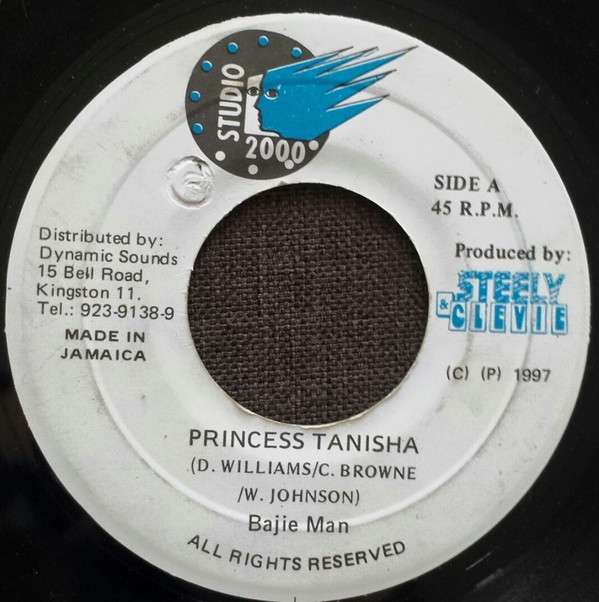 STUDIO
2000
SIDE A
45 R.P.M.
Distributed by:
Dynamic Sounds
15 Bell Road,
Kingston 11.
Tel.: 923-9138-9
MADE IN
JAMAICA
Produced by:
STEELY
& CLEVIE
(C) (P) 1997
PRINCESS TANISHA
(D. WILLIAMS/C. BROWNE
/W. JOHNSON)
Bajie Man
ALL RIGHTS RESERVED